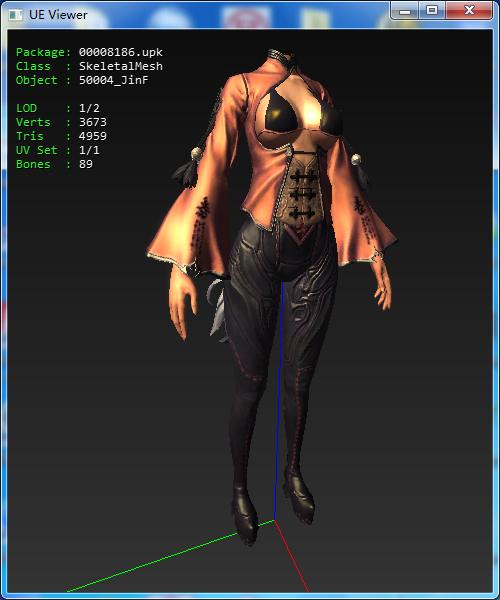 UE Viewer
Package: 00008186.upk
Class : SkeletalMesh
Object : 50004_JinF
LOD : 1/2
Verts : 3673
Tris : 4959
UV Set : 1/1
Bones : 89